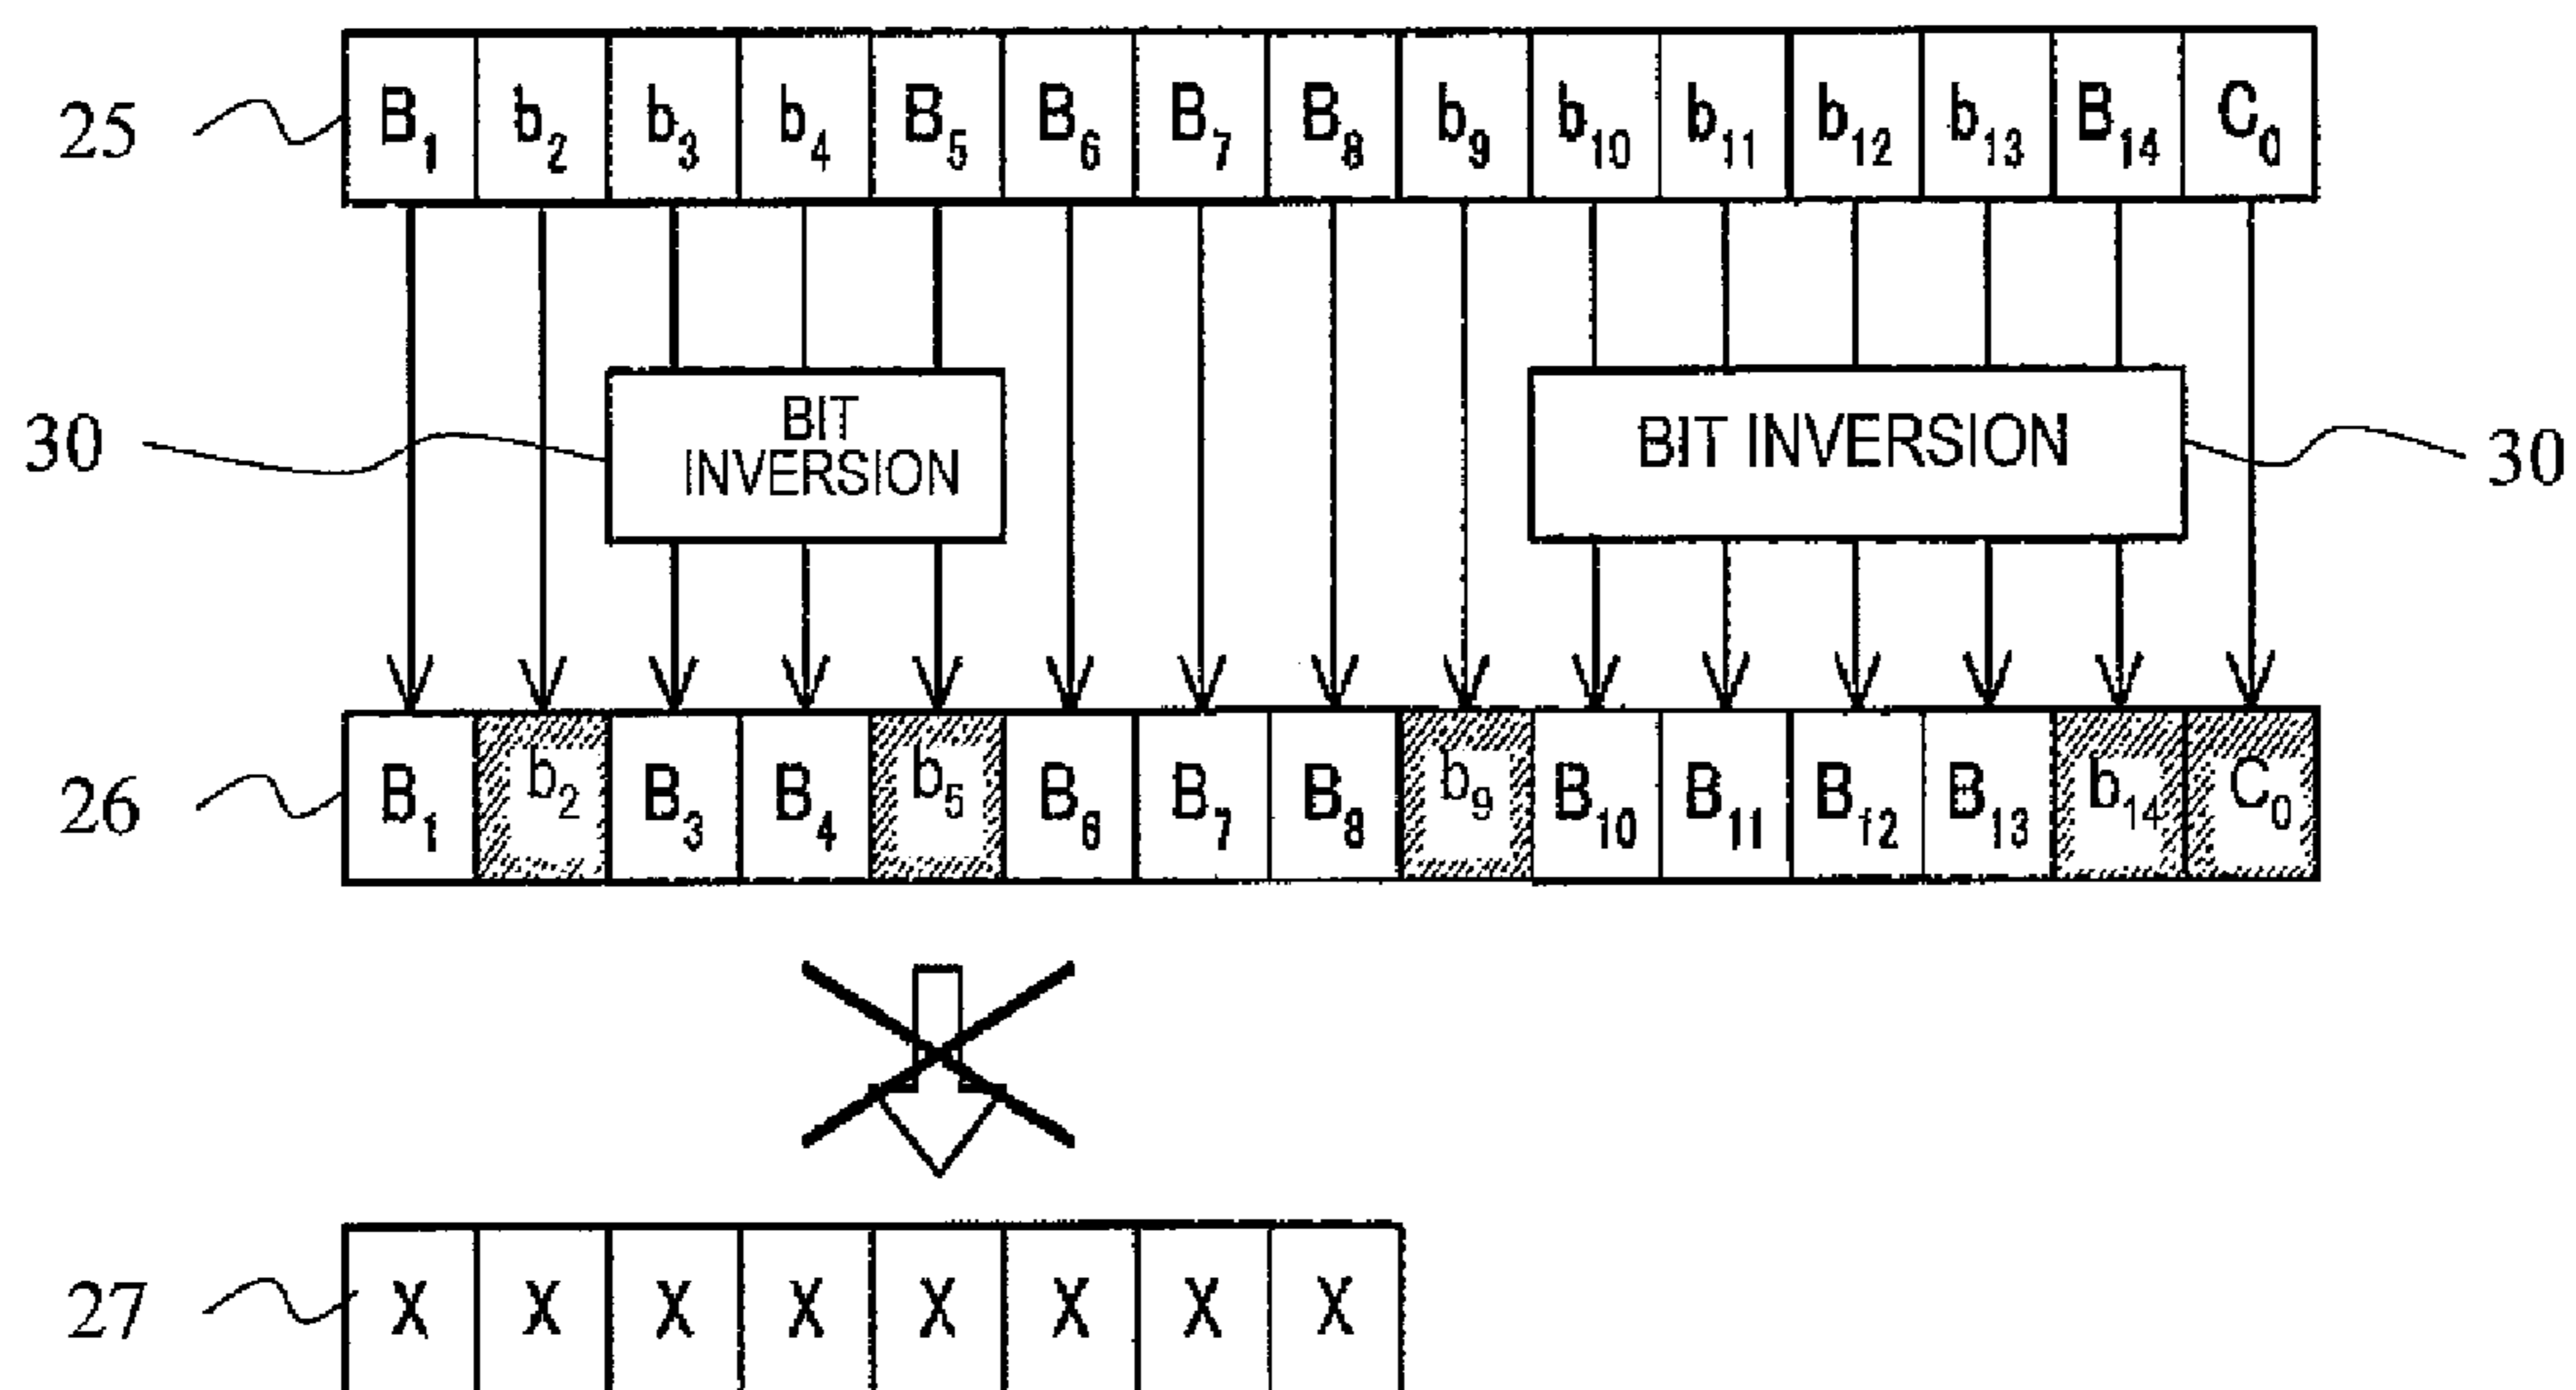 25 B₁ b₂ b₃ b₄ B₅ B₆ B₇ B₈ b₉ b₁₀ b₁₁ b₁₂ b₁₃ B₁₄ C₀
30 BIT INVERSION BIT INVERSION 30
26 B₁ b₂ B₃ B₄ b₅ B₆ B₇ B₈ b₉ B₁₀ B₁₁ B₁₂ B₁₃ b₁₄ C₀
27 X X X X X X X X